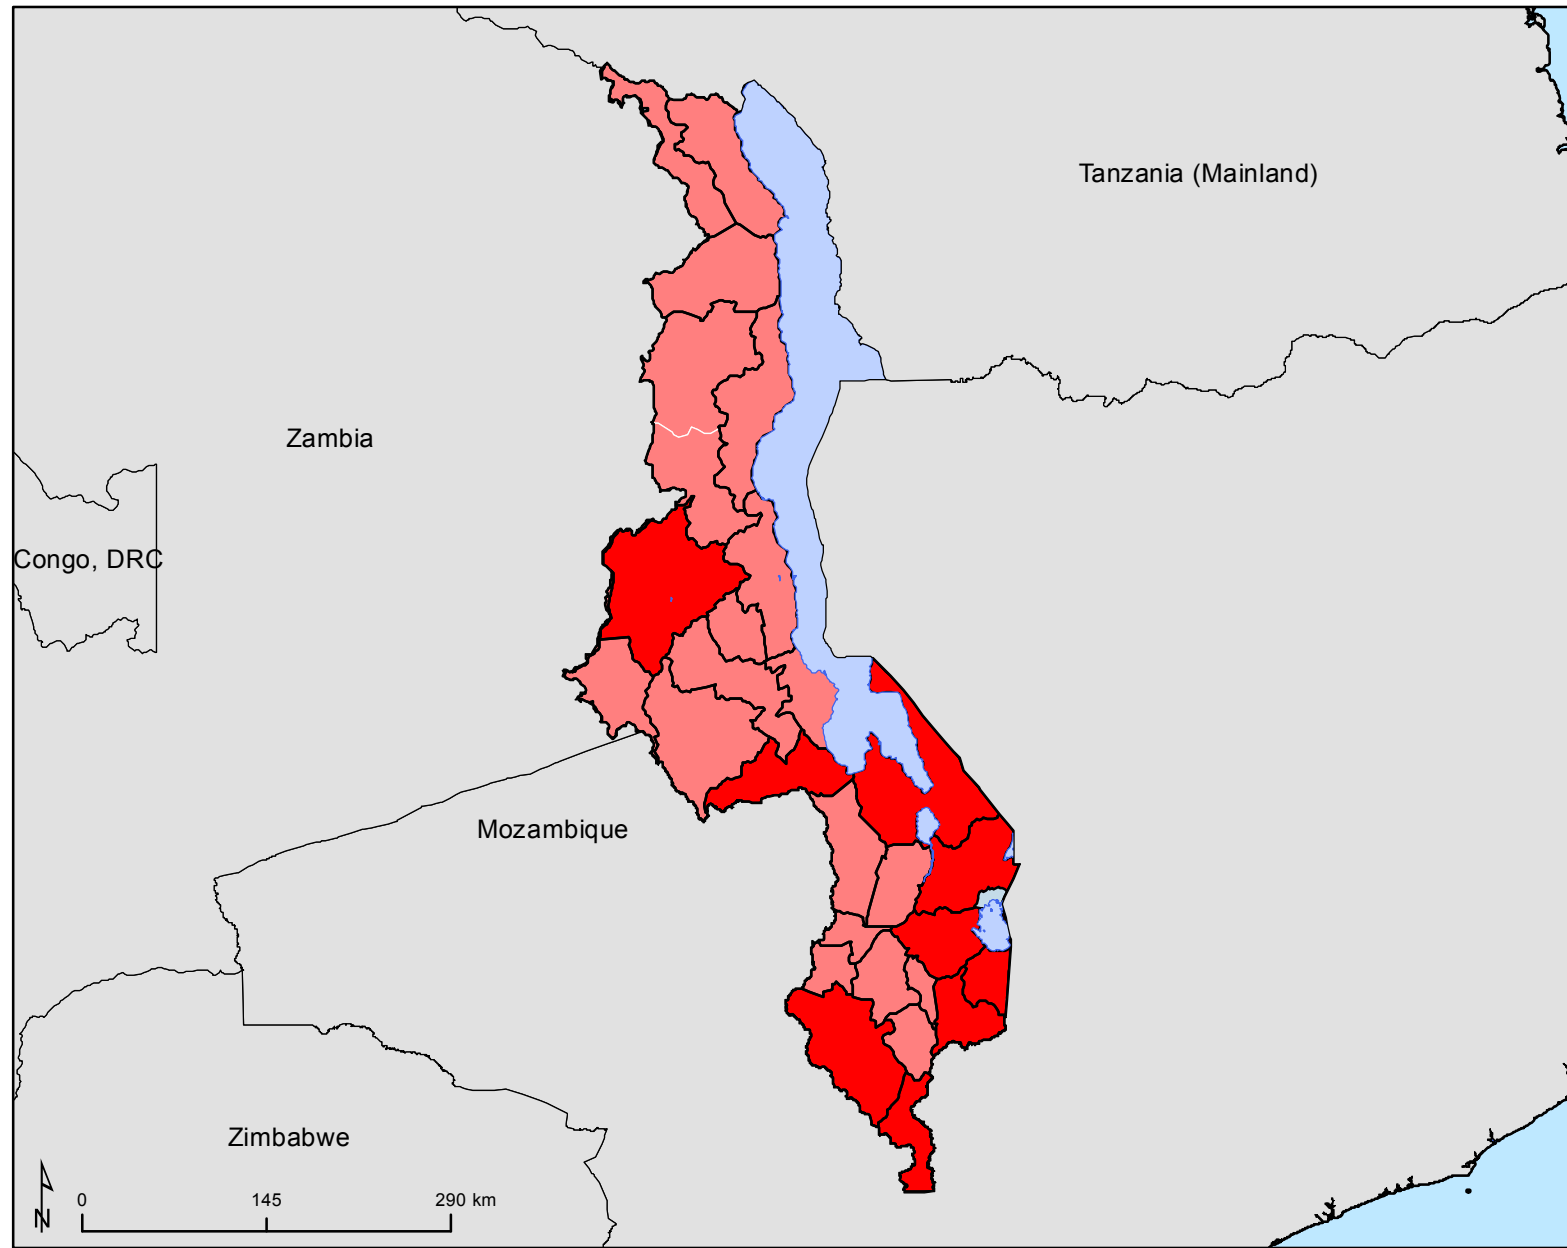 Tanzania (Mainland)
Zambia
Congo, DRC
Mozambique
Zimbabwe
N
0 145 290 km